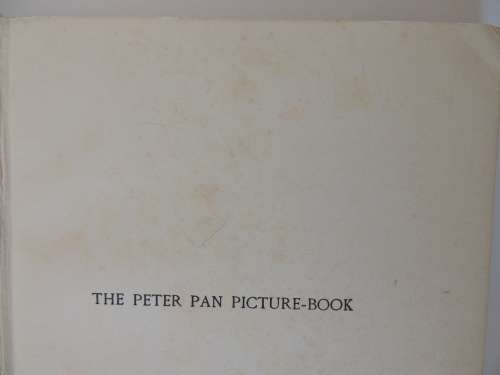 THE PETER PAN PICTURE-BOOK